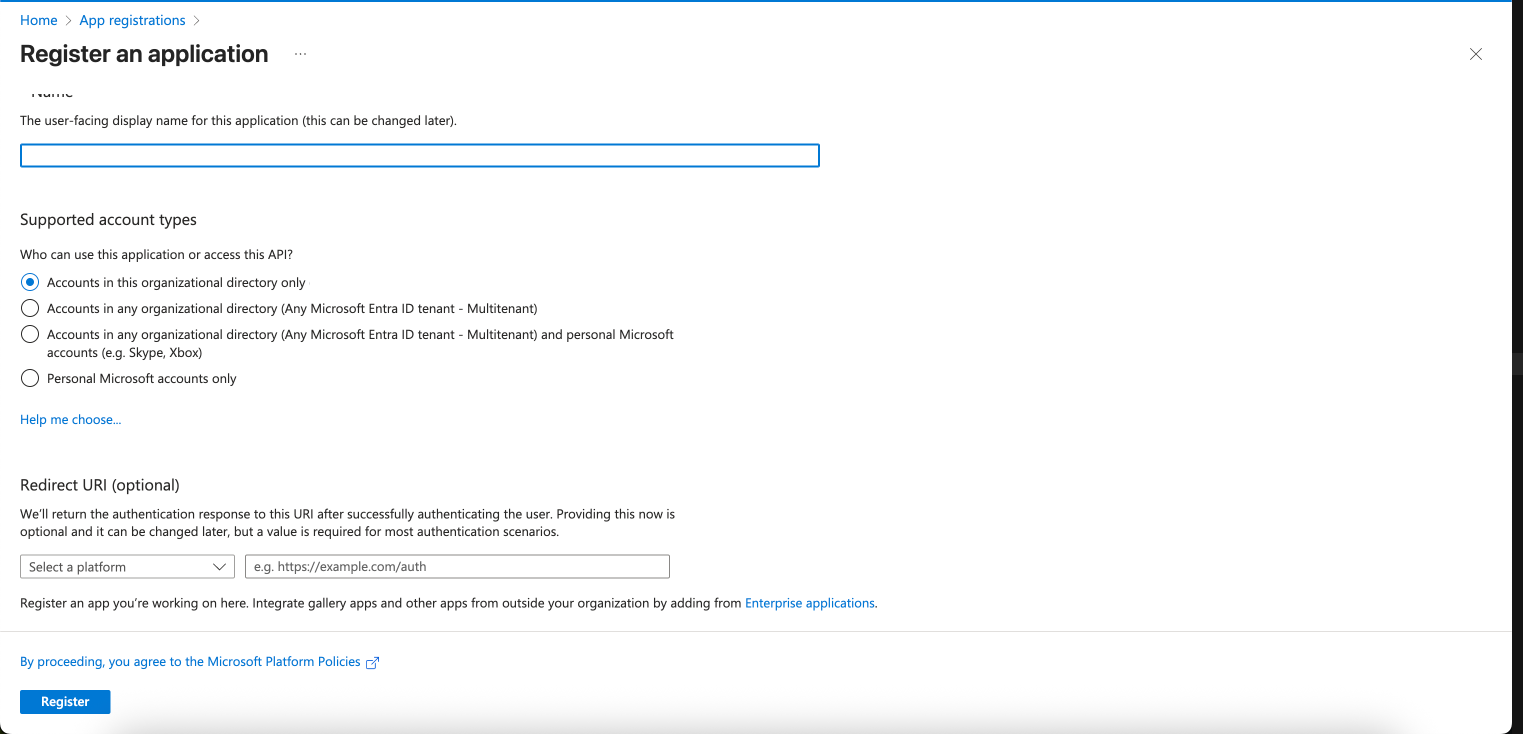 Home > App registrations >
Register an application ...
Name
The user-facing display name for this application (this can be changed later).
Supported account types
Who can use this application or access this API?
Accounts in this organizational directory only
Accounts in any organizational directory (Any Microsoft Entra ID tenant - Multitenant)
Accounts in any organizational directory (Any Microsoft Entra ID tenant - Multitenant) and personal Microsoft
accounts (e.g. Skype, Xbox)
Personal Microsoft accounts only
Help me choose...
Redirect URI (optional)
We'll return the authentication response to this URI after successfully authenticating the user. Providing this now is
optional and it can be changed later, but a value is required for most authentication scenarios.
Select a platform e.g. https://example.com/auth
Register an app you're working on here. Integrate gallery apps and other apps from outside your organization by adding from Enterprise applications.
By proceeding, you agree to the Microsoft Platform Policies
Register